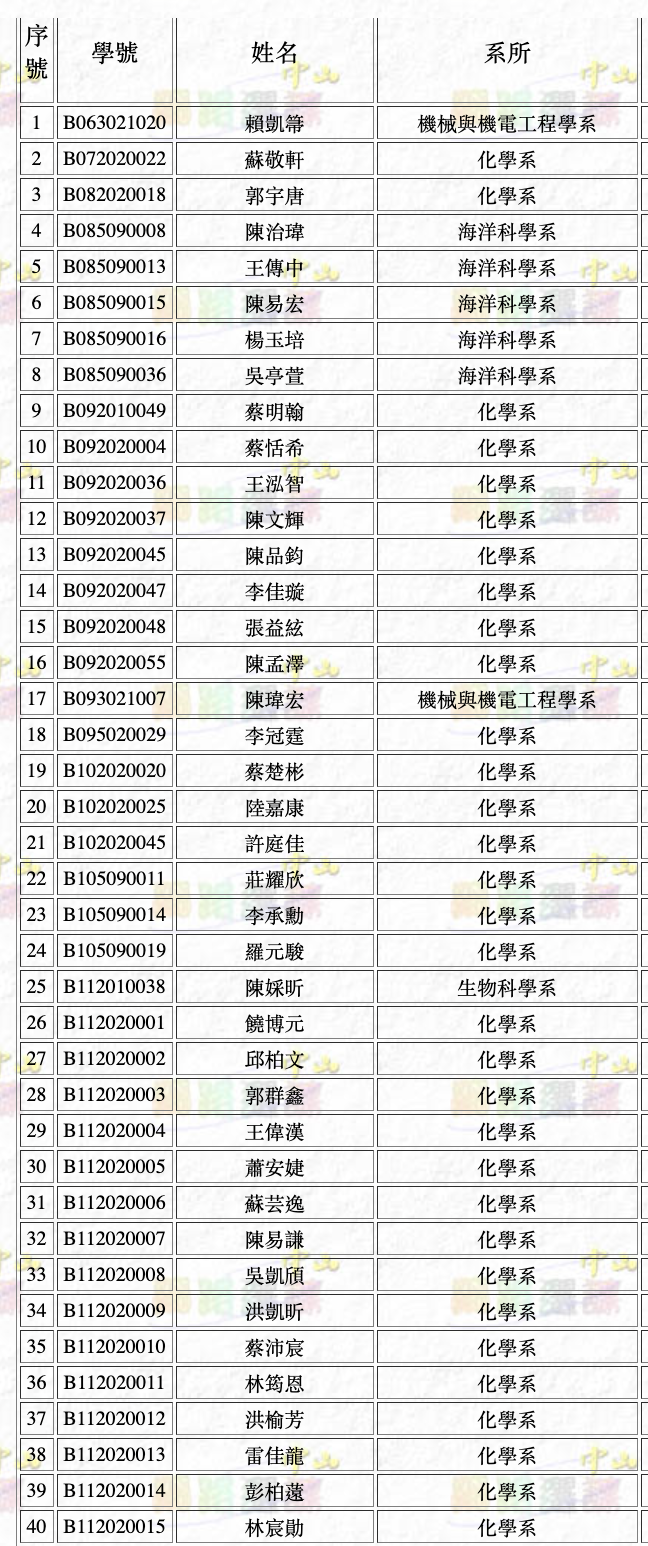 序號 學號 姓名 系所
1 B063021020 賴凱箏 機械與機電工程學系
2 B072020022 蘇敬軒 化學系
3 B082020018 郭宇唐 化學系
4 B085090008 陳治瑋 海洋科學系
5 B085090013 王傳中 海洋科學系
6 B085090015 陳易宏 海洋科學系
7 B085090016 楊玉培 海洋科學系
8 B085090036 吳亭萱 海洋科學系
9 B092010049 蔡明翰 化學系
10 B092020004 蔡恬希 化學系
11 B092020036 王泓智 化學系
12 B092020037 陳文輝 化學系
13 B092020045 陳品鈞 化學系
14 B092020047 李佳璇 化學系
15 B092020048 張益絃 化學系
16 B092020055 陳孟澤 化學系
17 B093021007 陳瑋宏 機械與機電工程學系
18 B095020029 李冠霆 化學系
19 B102020020 蔡楚彬 化學系
20 B102020025 陸嘉康 化學系
21 B102020045 許庭佳 化學系
22 B105090011 莊耀欣 化學系
23 B105090014 李承勳 化學系
24 B105090019 羅元駿 化學系
25 B112010038 陳婇昕 生物科學系
26 B112020001 饒博元 化學系
27 B112020002 邱柏文 化學系
28 B112020003 郭群鑫 化學系
29 B112020004 王偉漢 化學系
30 B112020005 蕭安婕 化學系
31 B112020006 蘇芸逸 化學系
32 B112020007 陳易謙 化學系
33 B112020008 吳凱頎 化學系
34 B112020009 洪凱昕 化學系
35 B112020010 蔡沛宸 化學系
36 B112020011 林筠恩 化學系
37 B112020012 洪榆芳 化學系
38 B112020013 雷佳龍 化學系
39 B112020014 彭柏薳 化學系
40 B112020015 林宸勛 化學系